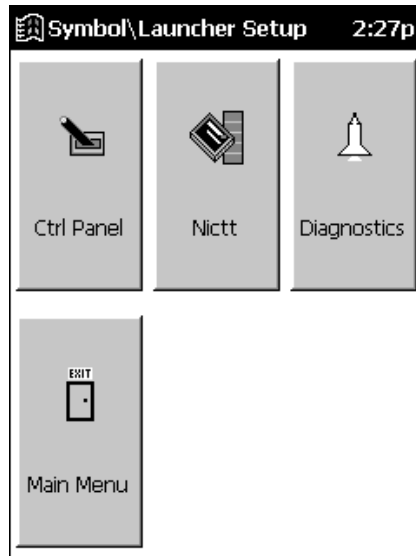 Symbol\Launcher Setup 2:27p
Ctrl Panel Nictt Diagnostics
EXIT
Main Menu